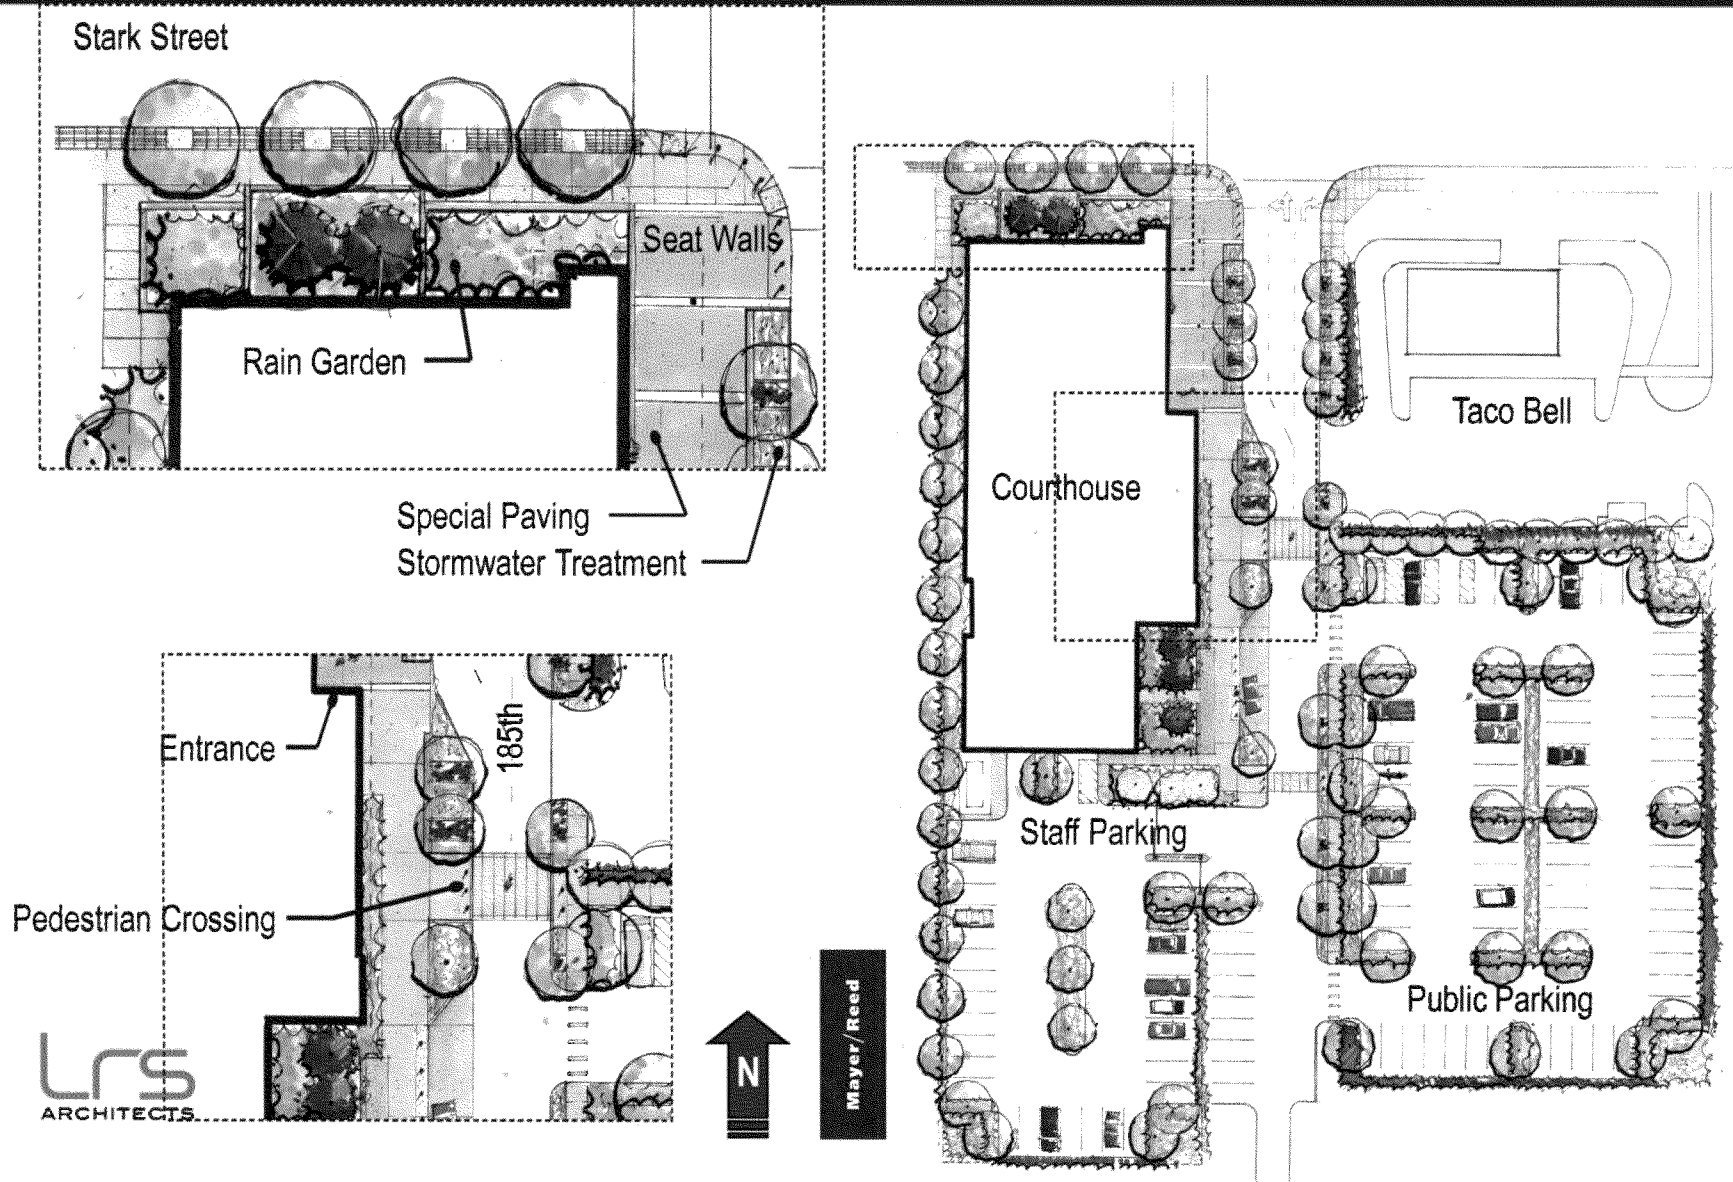 Stark Street
Seat Walls
Rain Garden
Special Paving
Stormwater Treatment
Entrance
185th
Pedestrian Crossing
LRS
ARCHITECTS
N
Mayer/Reed
Courthouse
Taco Bell
Staff Parking
Public Parking